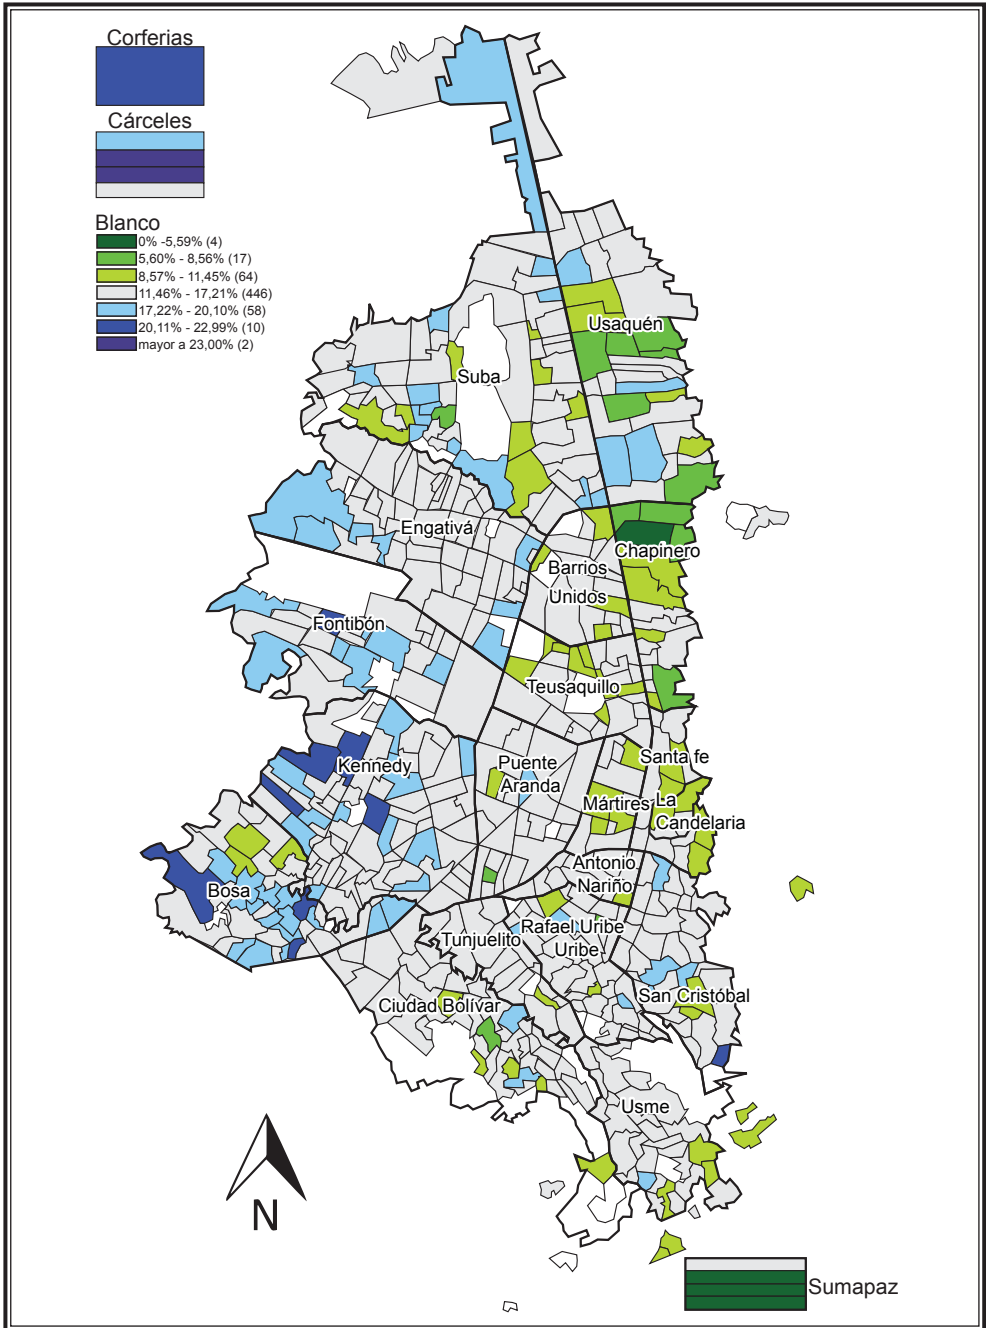 Corferias
Cárceles
Blanco
0% -5,59% (4)
5,60% - 8,56% (17)
8,57% - 11,45% (64)
11,46% - 17,21% (446)
17,22% - 20,10% (58)
20,11% - 22,99% (10)
mayor a 23,00% (2)
Usaquén
Suba
Engativá
Chapinero
Barrios
Unidos
Fontibón
Teusaquillo
Santa fe
Kennedy
Puente
Aranda
Mártires
La
Candelaria
Antonio
Nariño
Bosa
Rafael Uribe
Uribe
Tunjuelito
San Cristóbal
Ciudad Bolívar
Usme
N
Sumapaz